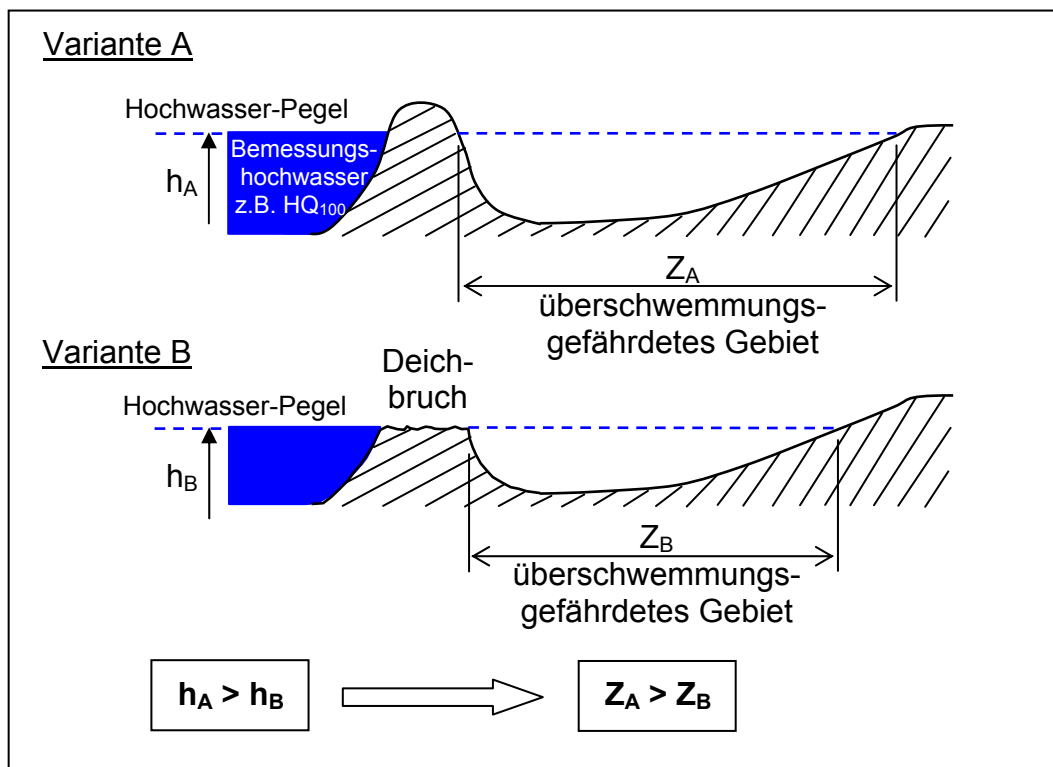 Variante A
Hochwasser-Pegel
Bemessungs-
hochwasser
z.B. HQ100
hA
ZA
überschwemmungs-
gefährdetes Gebiet
Variante B
Deich-
bruch
Hochwasser-Pegel
hB
ZB
überschwemmungs-
gefährdetes Gebiet
hA > hB
ZA > ZB